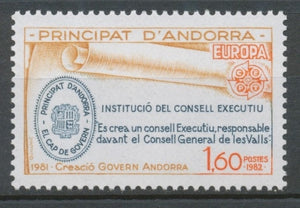 PRINCIPAT D'ANDORRA
EUROPA
PRINCIPAT D'ANDORRA
EL CAP DE GOVERN
INSTITUCIÓ DEL CONSELL EXECUTIU
"Es crea un consell Executiu, responsable
davant el Consell General de les Valls"
1981 - Creació GOVERN ANDORRA
1,60 POSTES
1982